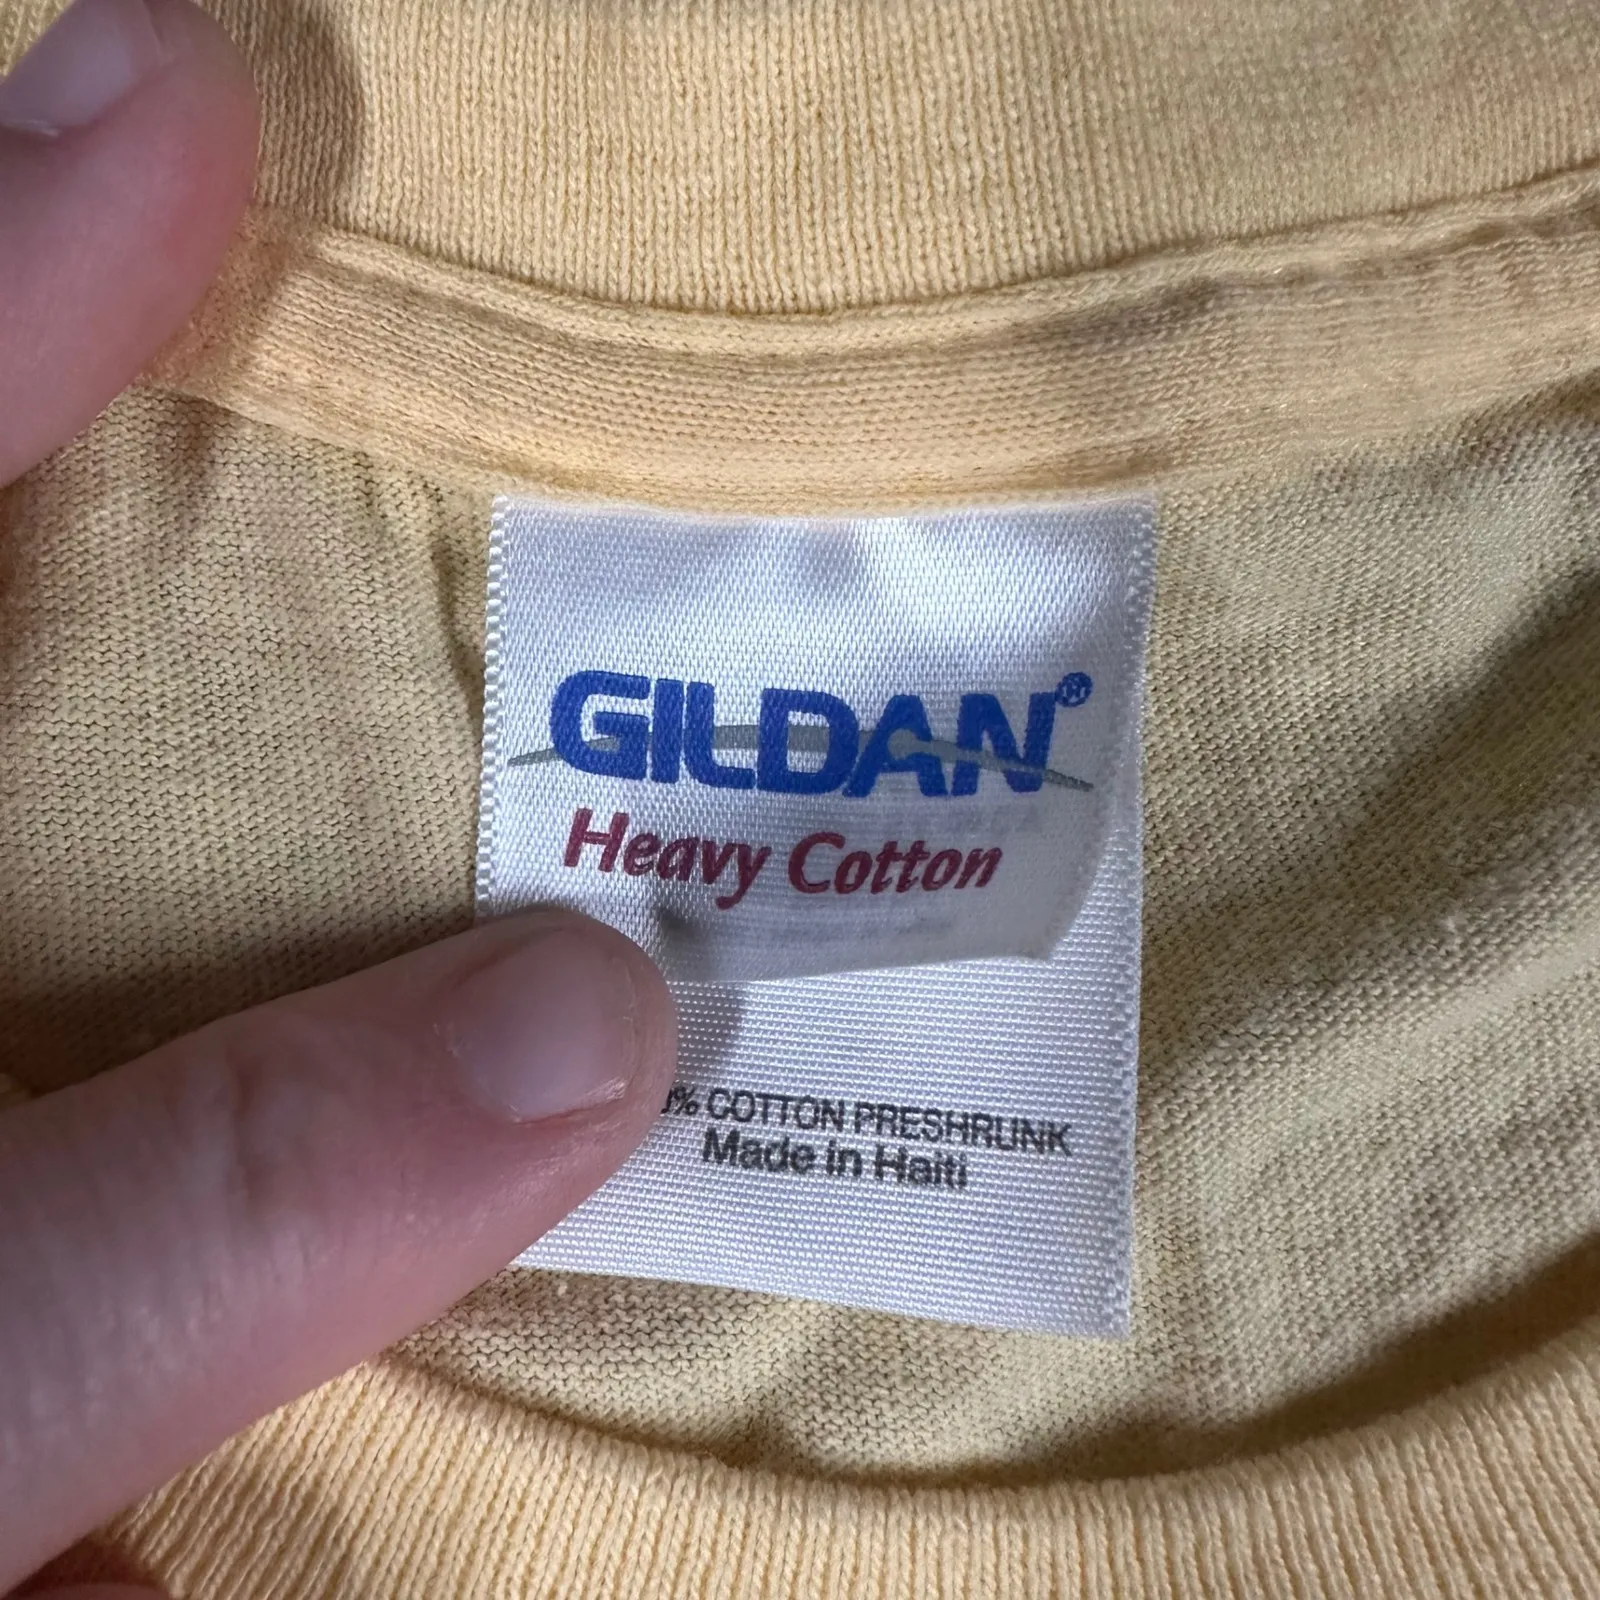 GILDAN®
Heavy Cotton
% COTTON PRESHRUNK
Made in Haiti